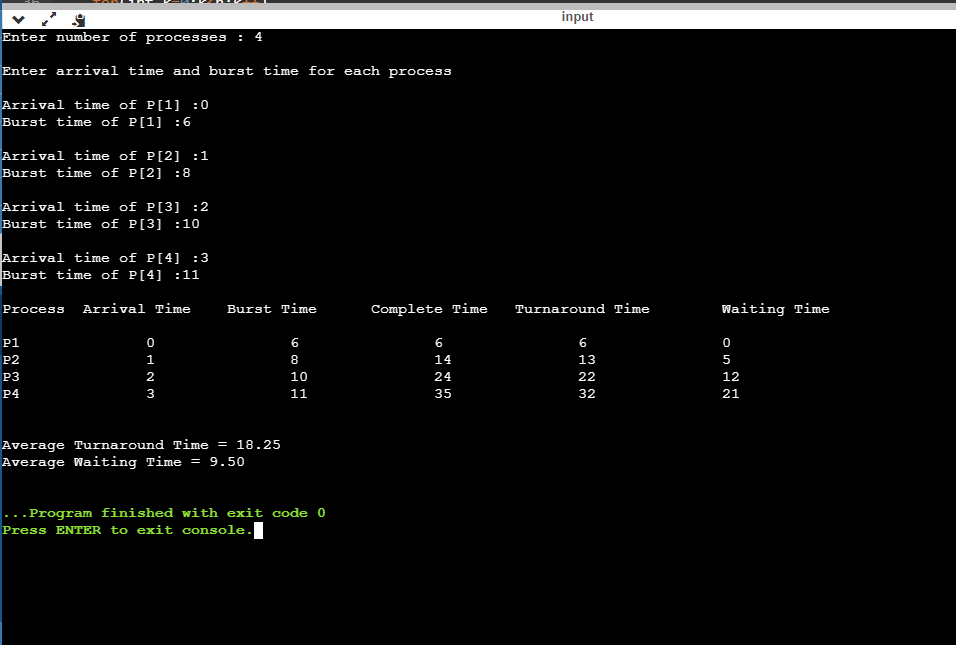 input
Enter number of processes : 4
Enter arrival time and burst time for each process
Arrival time of P[1] :0
Burst time of P[1] :6
Arrival time of P[2] :1
Burst time of P[2] :8
Arrival time of P[3] :2
Burst time of P[3] :10
Arrival time of P[4] :3
Burst time of P[4] :11
Process Arrival Time Burst Time Complete Time Turnaround Time Waiting Time
P1 0 6 6 6 0
P2 1 8 14 13 5
P3 2 10 24 22 12
P4 3 11 35 32 21
Average Turnaround Time = 18.25
Average Waiting Time = 9.50
...Program finished with exit code 0
Press ENTER to exit console.